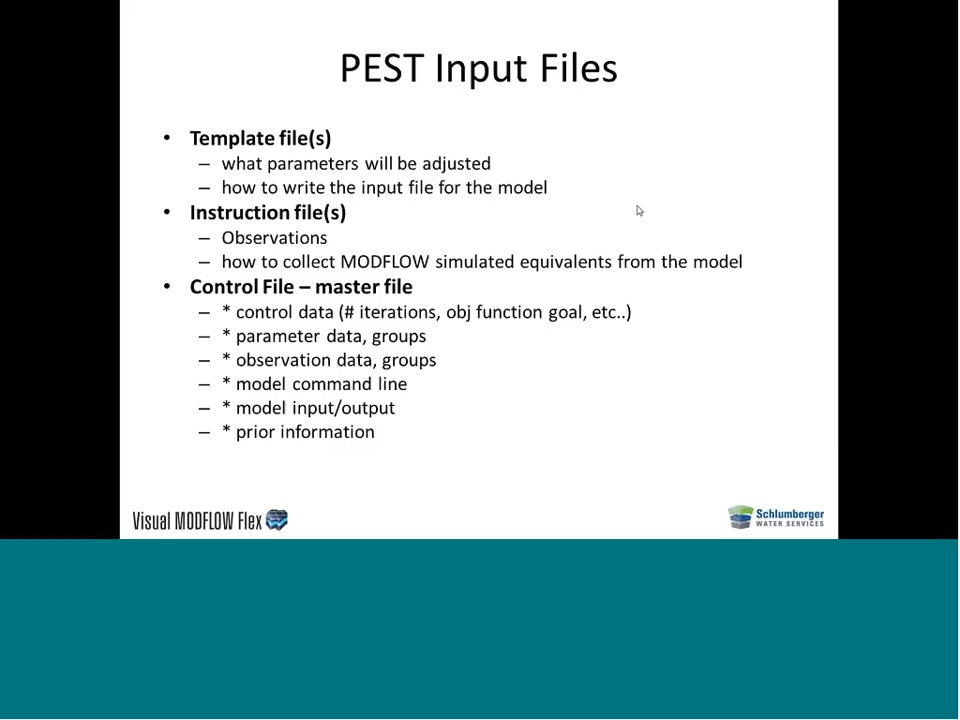 PEST Input Files
• Template file(s)
– what parameters will be adjusted
– how to write the input file for the model
• Instruction file(s)
– Observations
– how to collect MODFLOW simulated equivalents from the model
• Control File – master file
– * control data (# iterations, obj function goal, etc..)
– * parameter data, groups
– * observation data, groups
– * model command line
– * model input/output
– * prior information
Visual MODFLOW Flex
Schlumberger
WATER SERVICES